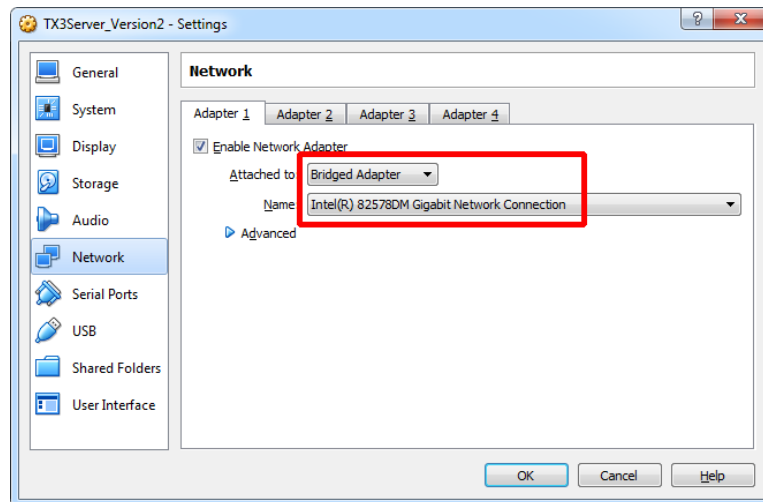 TX3Server_Version2 - Settings
General
System
Display
Storage
Audio
Network
Serial Ports
USB
Shared Folders
User Interface
Network
Adapter 1 Adapter 2 Adapter 3 Adapter 4
Enable Network Adapter
Attached to Bridged Adapter
Name Intel(R) 82578DM Gigabit Network Connection
Advanced
OK Cancel Help